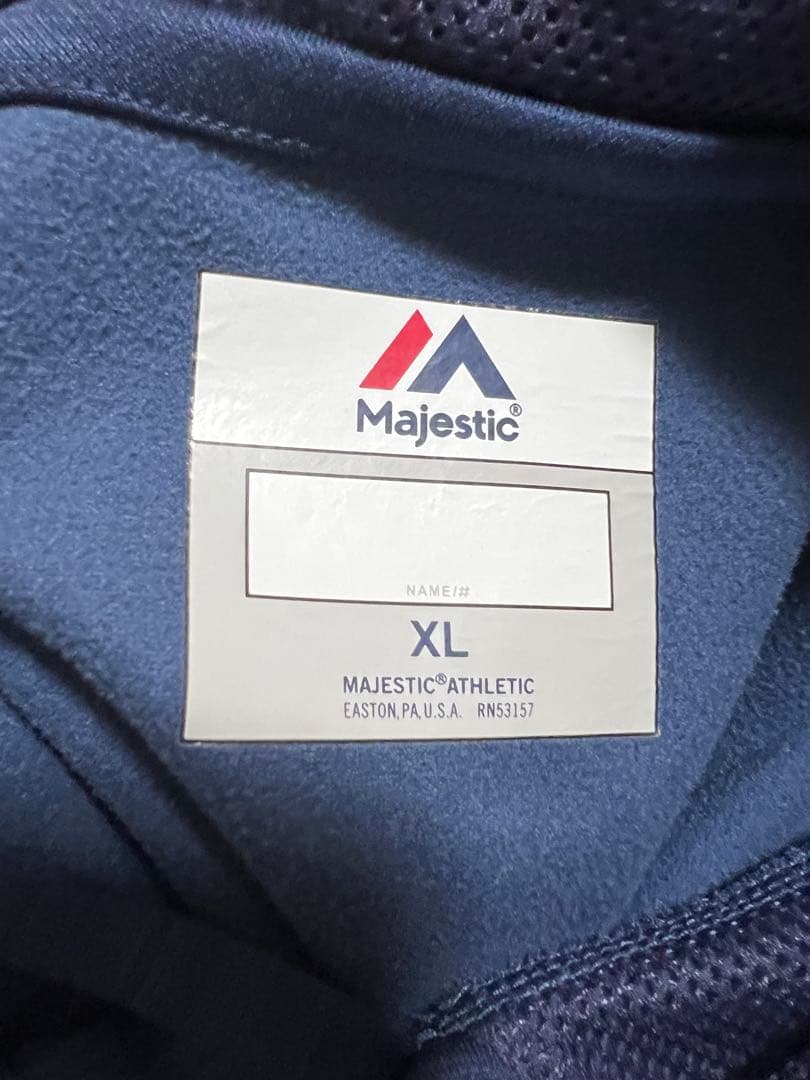 Majestic®
NAME/#
XL
MAJESTIC® ATHLETIC
EASTON, PA, U.S.A. RN53157